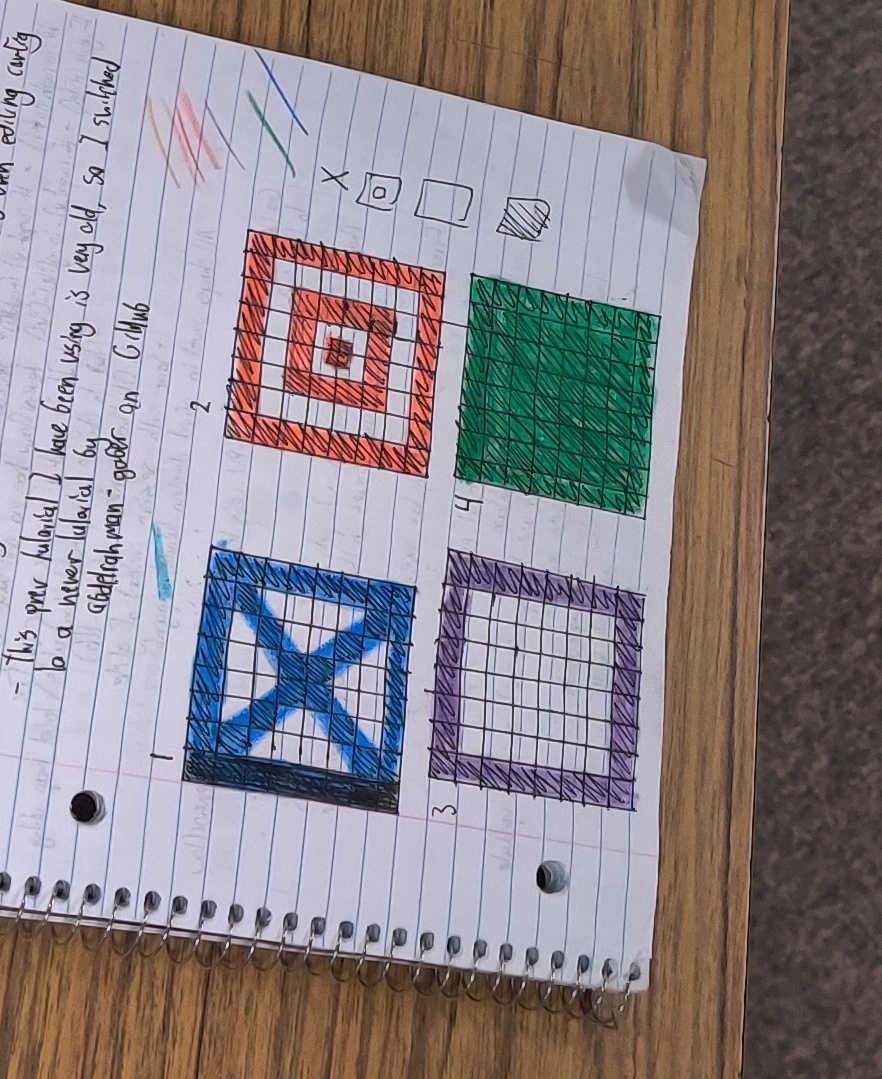 then editing config
- This prev tutorial I have been using is very old, so I switched
to a newer tutorial by
abdelrahman-gaber on GitHub
X
1
2
3
4